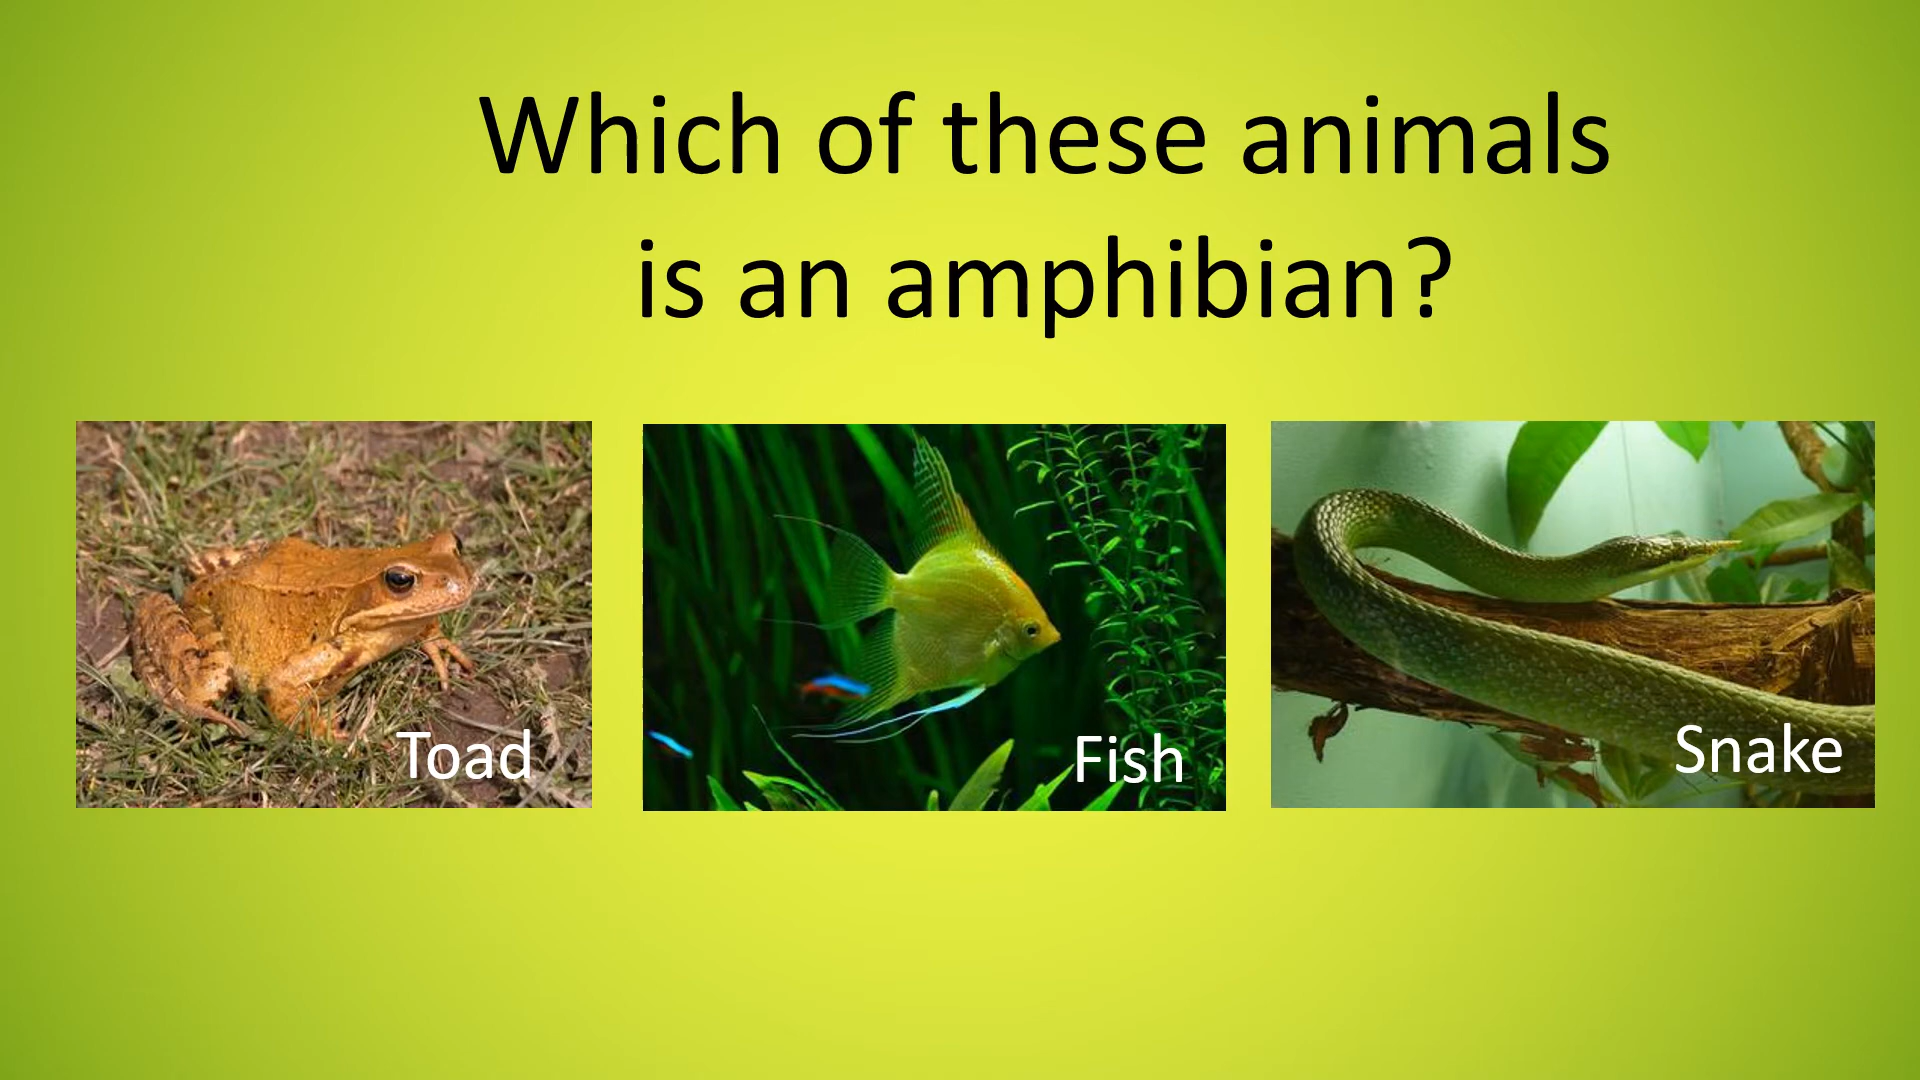 Which of these animals
is an amphibian?
Toad
Fish
Snake